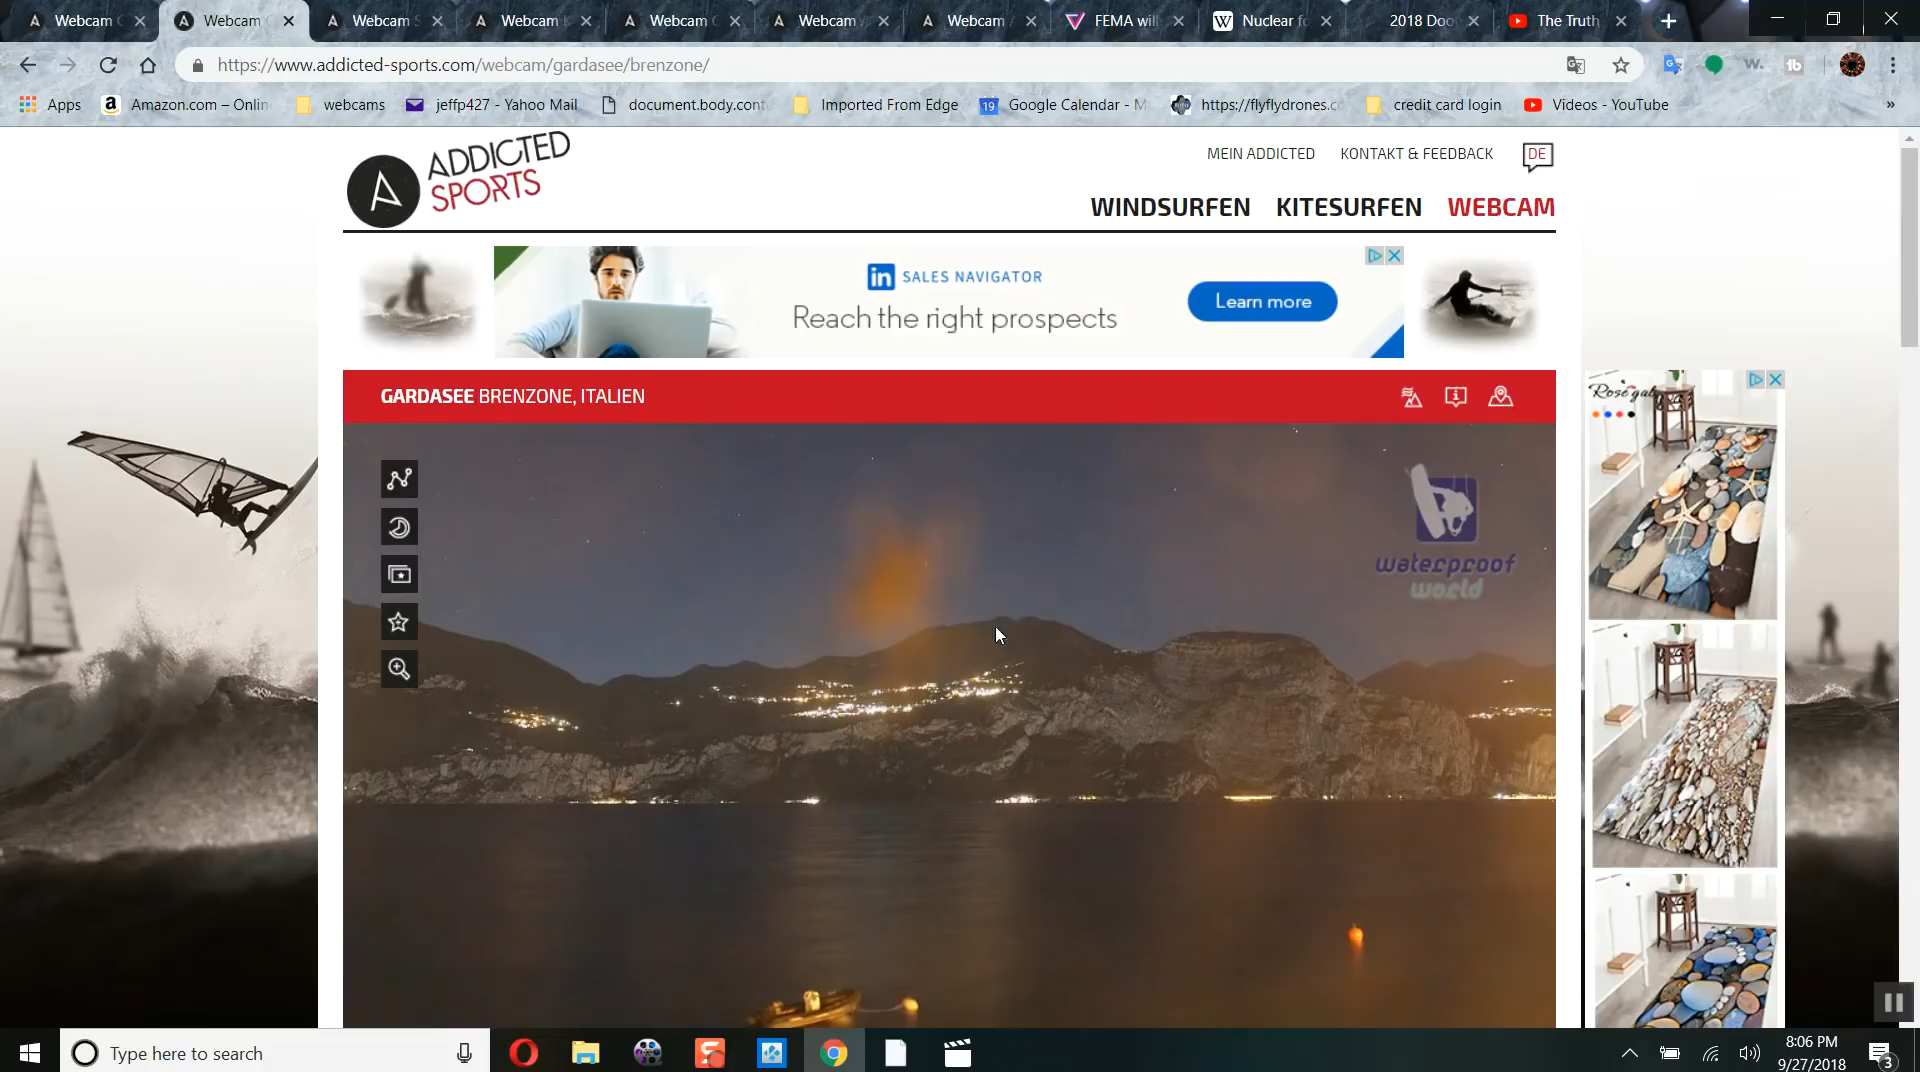 Webcam
Webcam
Webcam
Webcam
Webcam
Webcam
Webcam
FEMA will
Nuclear fo
2018 Doo
The Truth
https://www.addicted-sports.com/webcam/gardasee/brenzone/
Apps
Amazon.com – Onlin
webcams
jeffp427 - Yahoo Mail
document.body.cont
Imported From Edge
19
Google Calendar - M
https://flyflydrones.c
credit card login
Videos - YouTube
»
ADDICTED
SPORTS
MEIN ADDICTED
KONTAKT & FEEDBACK
DE
WINDSURFEN
KITESURFEN
WEBCAM
in SALES NAVIGATOR
Reach the right prospects
Learn more
GARDASEE BRENZONE, ITALIEN
waterproof
world
Type here to search
8:06 PM
9/27/2018
3